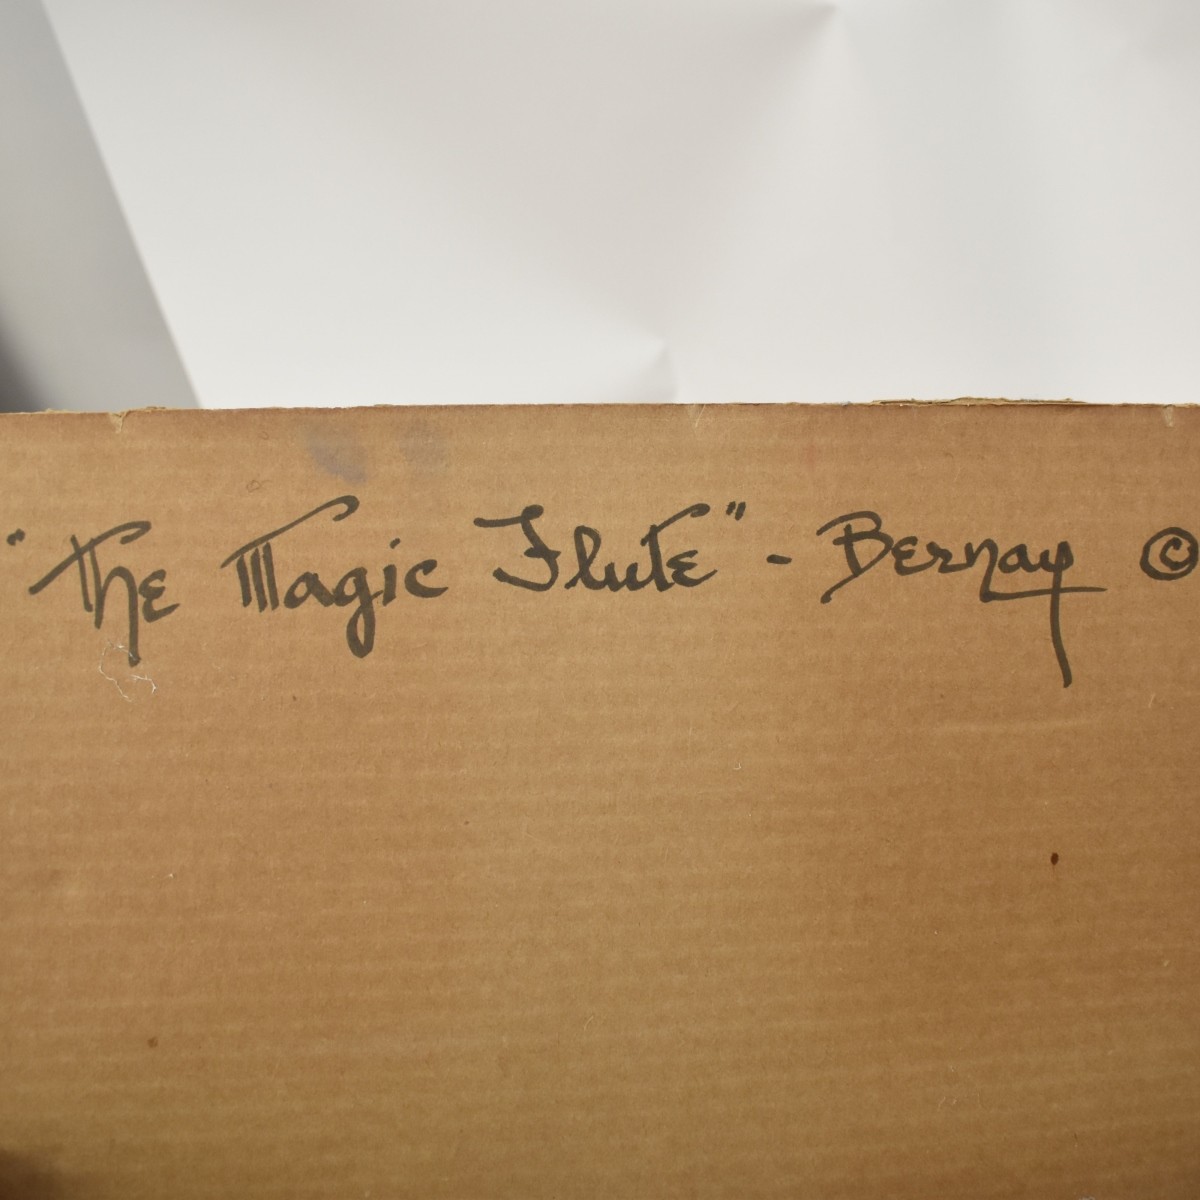 "The Magic Flute" - Bernay ©